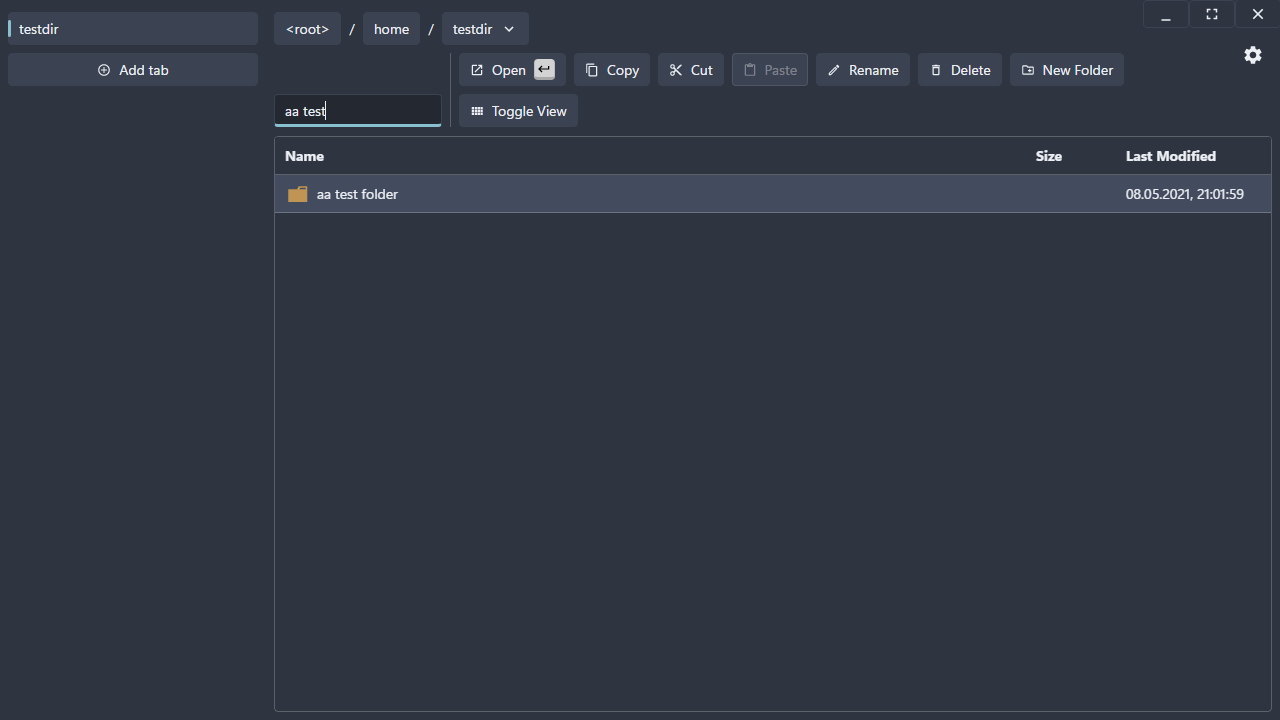 testdir
<root> / home / testdir
Add tab
Open Copy Cut Paste Rename Delete New Folder
aa test
Toggle View
Name Size Last Modified
aa test folder 08.05.2021, 21:01:59